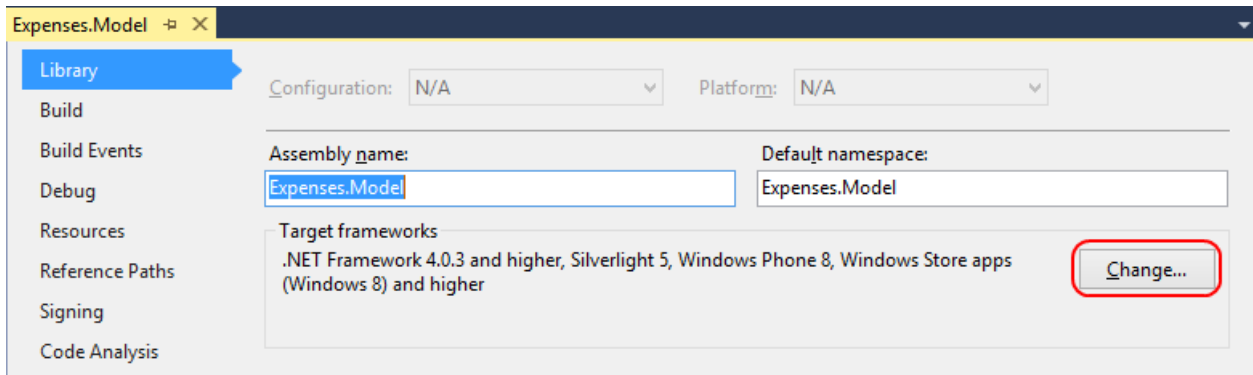 Expenses.Model
Library
Configuration: N/A Platform: N/A
Build
Build Events
Assembly name: Default namespace:
Debug
Expenses.Model Expenses.Model
Resources
Target frameworks
.NET Framework 4.0.3 and higher, Silverlight 5, Windows Phone 8, Windows Store apps
(Windows 8) and higher
Change...
Reference Paths
Signing
Code Analysis